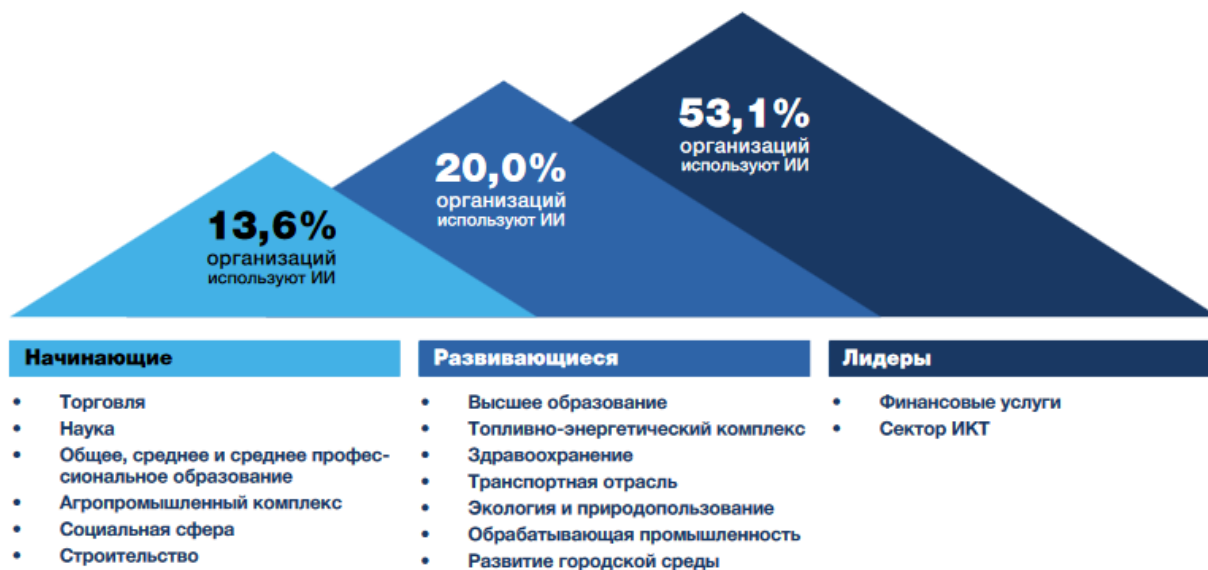 53,1%
организаций
используют ИИ
20,0%
организаций
используют ИИ
13,6%
организаций
используют ИИ
Начинающие
• Торговля
• Наука
• Общее, среднее и среднее профес-
сиональное образование
• Агропромышленный комплекс
• Социальная сфера
• Строительство
Развивающиеся
• Высшее образование
• Топливно-энергетический комплекс
• Здравоохранение
• Транспортная отрасль
• Экология и природопользование
• Обрабатывающая промышленность
• Развитие городской среды
Лидеры
• Финансовые услуги
• Сектор ИКТ